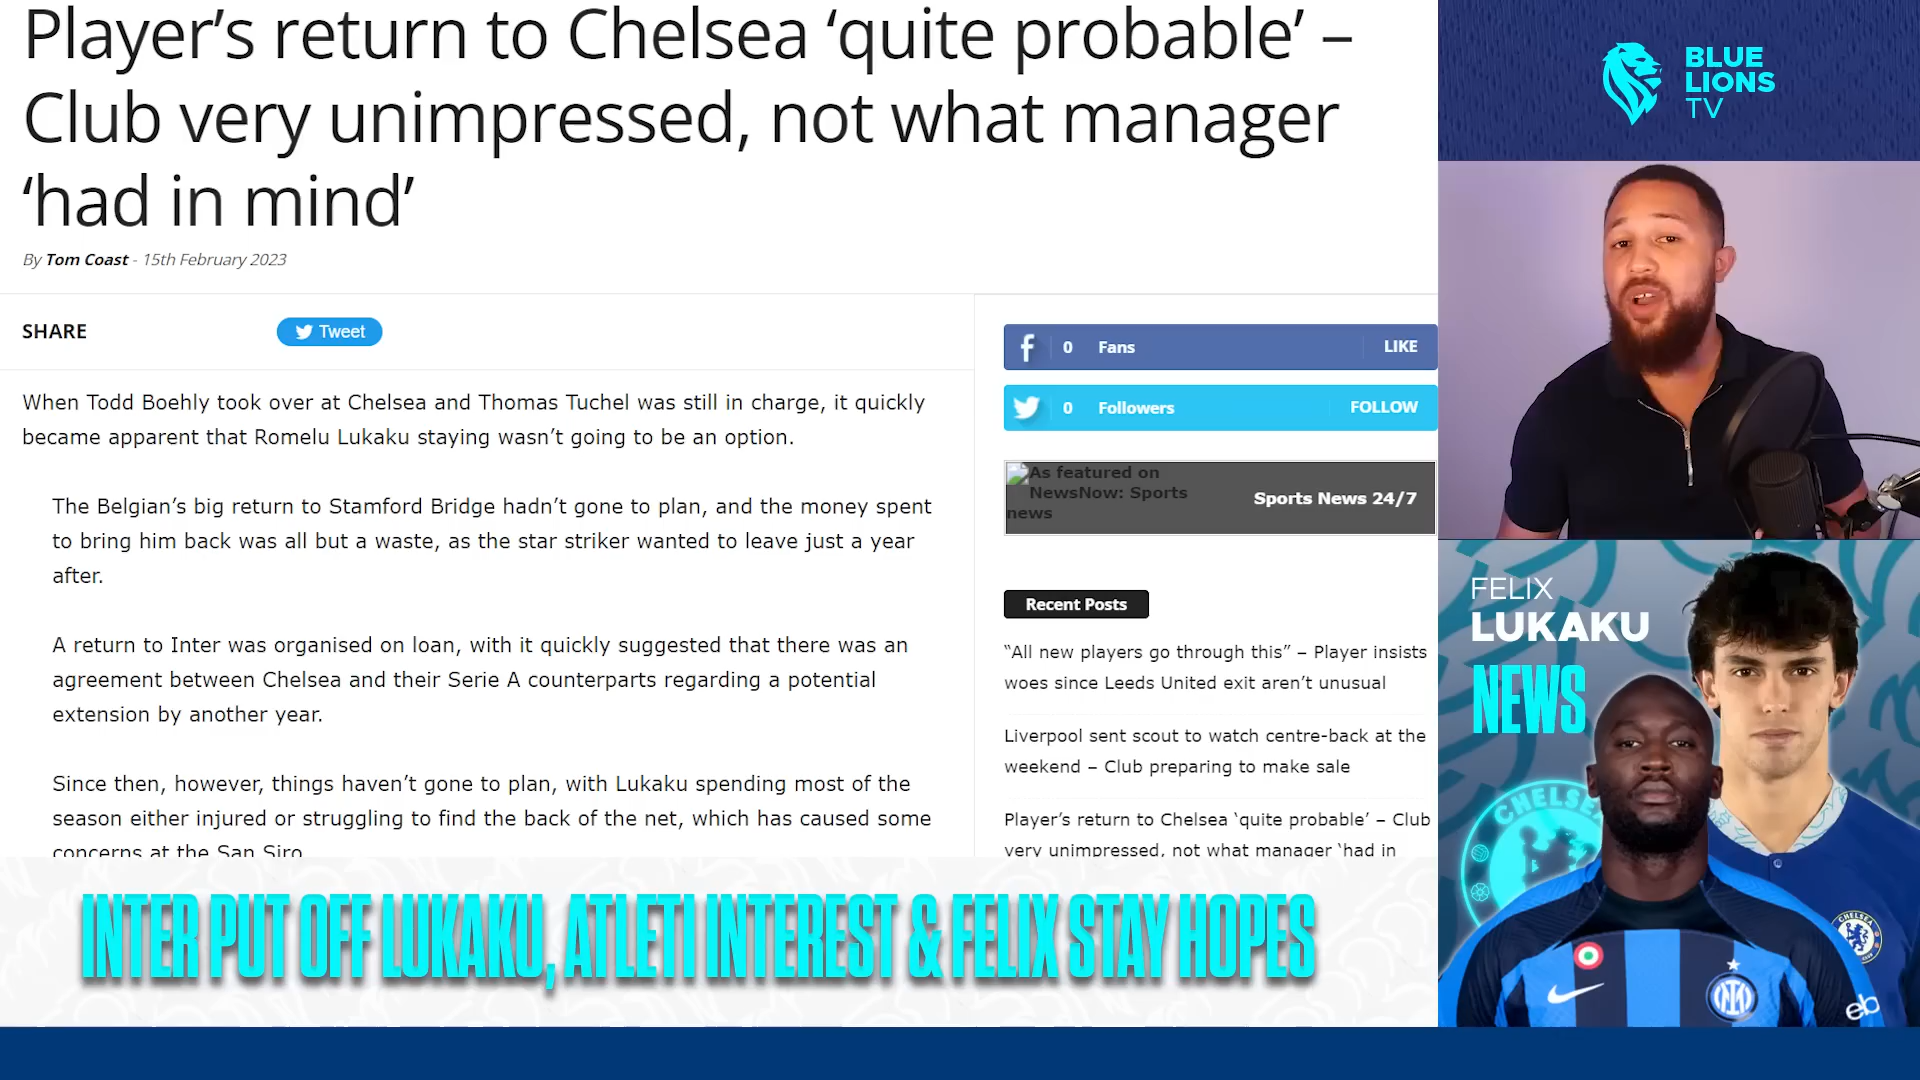 Player’s return to Chelsea ‘quite probable’ –
Club very unimpressed, not what manager
‘had in mind’
By Tom Coast - 15th February 2023
SHARE
Tweet
When Todd Boehly took over at Chelsea and Thomas Tuchel was still in charge, it quickly
became apparent that Romelu Lukaku staying wasn’t going to be an option.
The Belgian’s big return to Stamford Bridge hadn’t gone to plan, and the money spent
to bring him back was all but a waste, as the star striker wanted to leave just a year
after.
A return to Inter was organised on loan, with it quickly suggested that there was an
agreement between Chelsea and their Serie A counterparts regarding a potential
extension by another year.
Since then, however, things haven’t gone to plan, with Lukaku spending most of the
season either injured or struggling to find the back of the net, which has caused some
concerns at the San Siro
f 0 Fans LIKE
0 Followers FOLLOW
As featured on
NewsNow: Sports
news
Sports News 24/7
Recent Posts
“All new players go through this” – Player insists
woes since Leeds United exit aren’t unusual
Liverpool sent scout to watch centre-back at the
weekend – Club preparing to make sale
Player’s return to Chelsea ‘quite probable’ – Club
very unimpressed, not what manager ‘had in
INTER PUT OFF LUKAKU, ATLETI INTEREST & FELIX STAY HOPES
BLUE
LIONS
TV
FELIX
LUKAKU
NEWS
CHELSEA
CHELSEA
eb